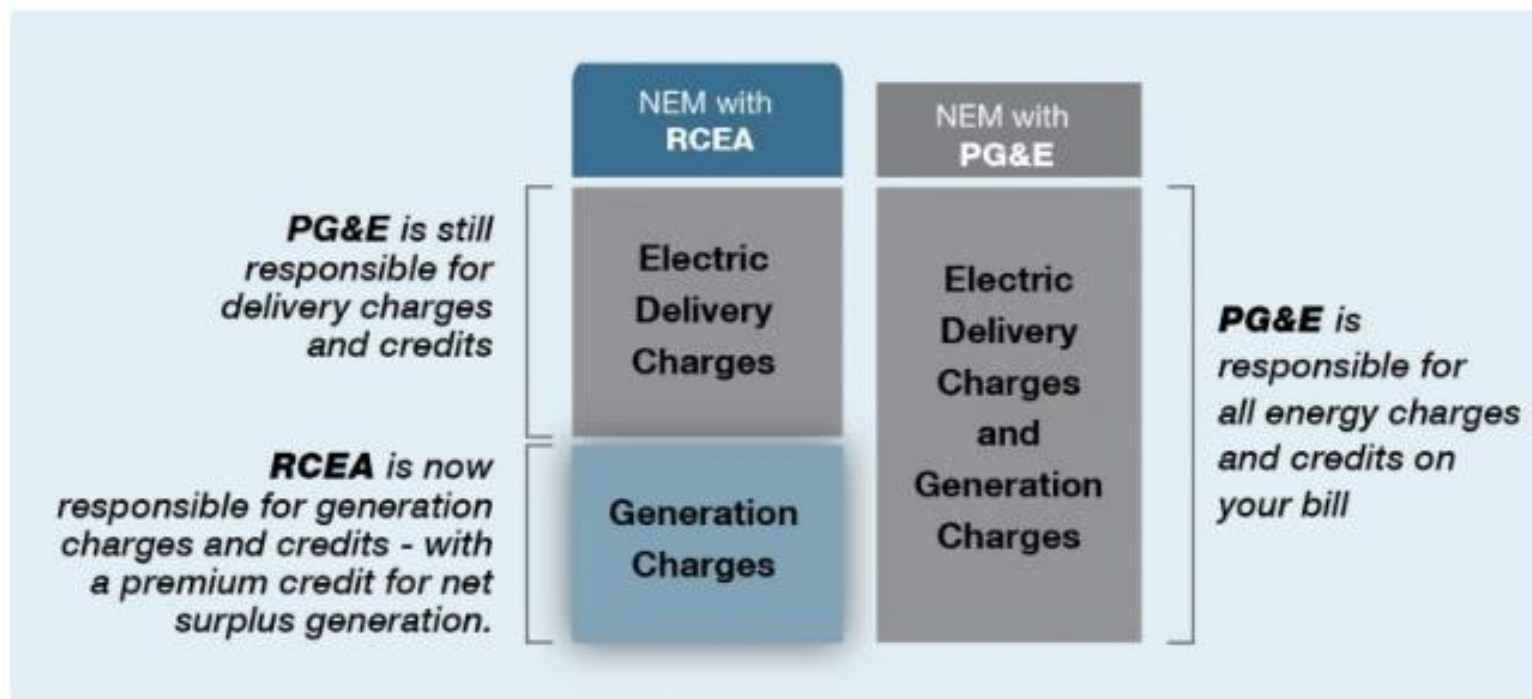 NEM with
RCEA
NEM with
PG&E
PG&E is still
responsible for
delivery charges
and credits
Electric
Delivery
Charges
RCEA is now
responsible for generation
charges and credits - with
a premium credit for net
surplus generation.
Generation
Charges
Electric
Delivery
Charges
and
Generation
Charges
PG&E is
responsible for
all energy charges
and credits on
your bill